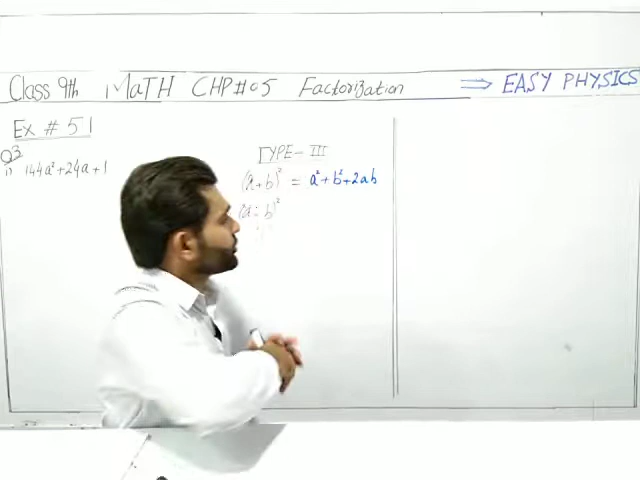 Class 9th MaTH CHP#05 Factorization ⇒ EASY PHYSICS
Ex # 5.1
Q3
i) 144a²+24a+1
TYPE-III
(a+b)² = a²+b²+2ab
(a-b)²